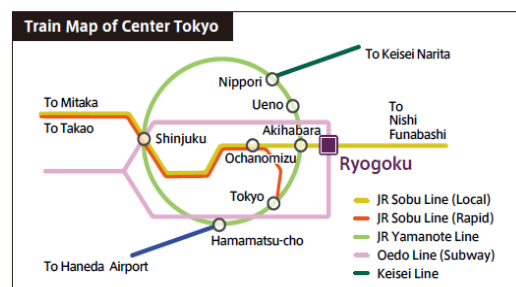 Train Map of Center Tokyo
To Keisei Narita
Nippori
Ueno
To Mitaka
To Takao
Shinjuku
Akihabara
Ochanomizu
To
Nishi
Funabashi
Ryogoku
Tokyo
Hamamatsu-cho
To Haneda Airport
JR Sobu Line (Local)
JR Sobu Line (Rapid)
JR Yamanote Line
Oedo Line (Subway)
Keisei Line